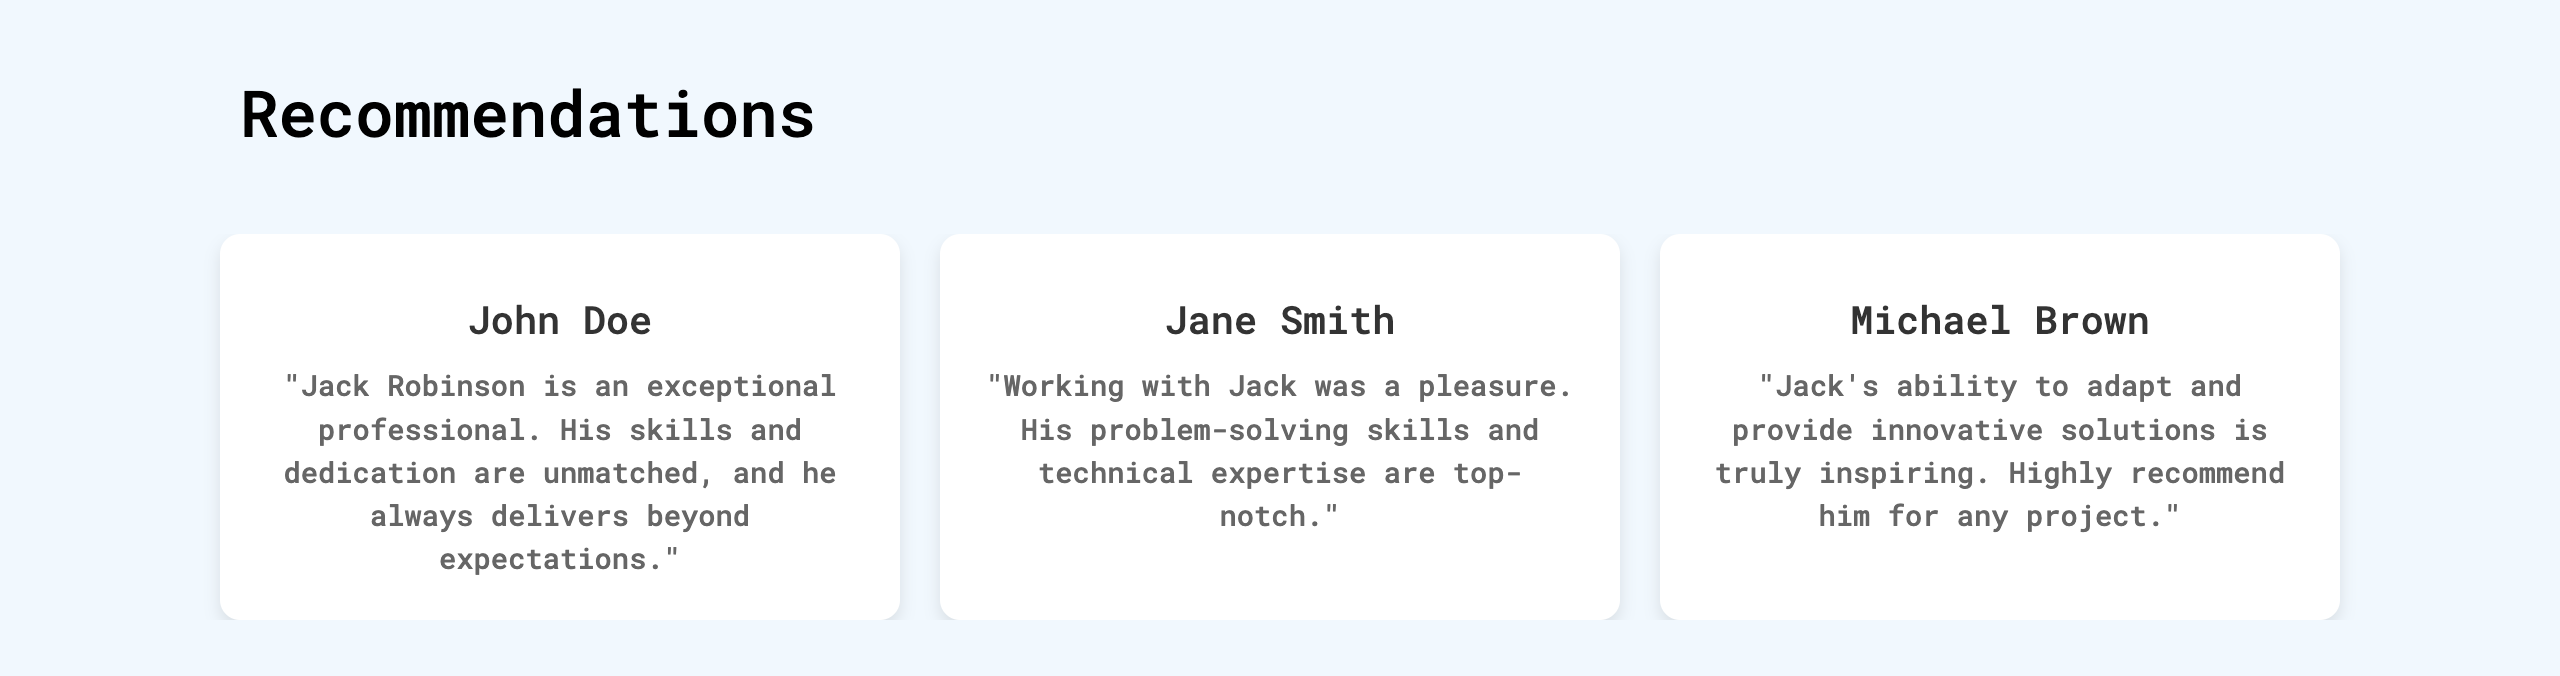 Recommendations
John Doe
"Jack Robinson is an exceptional
professional. His skills and
dedication are unmatched, and he
always delivers beyond
expectations."
Jane Smith
"Working with Jack was a pleasure.
His problem-solving skills and
technical expertise are top-
notch."
Michael Brown
"Jack's ability to adapt and
provide innovative solutions is
truly inspiring. Highly recommend
him for any project."